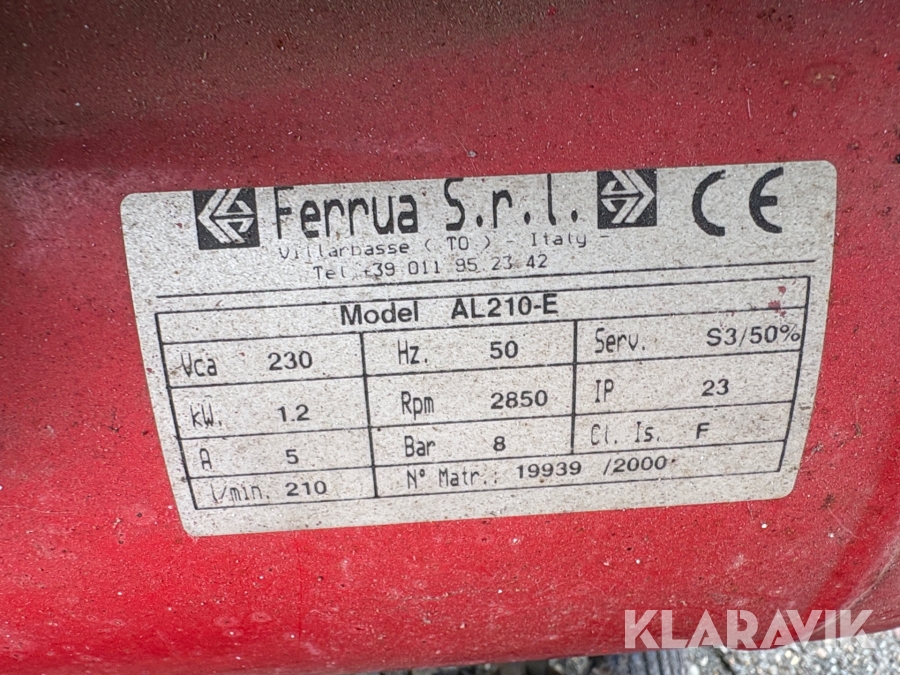 Ferrua S.r.l. CE
Villarbasse ( TO ) - Italy -
Tel. +39 011 95 23 42
Model AL210-E
Vca 230 Hz. 50 Serv. S3/50%
kW. 1.2 Rpm 2850 IP 23
A 5 Bar 8 Cl. Is. F
l/min. 210 N° Matr.: 19939 /2000
KLARAVIK